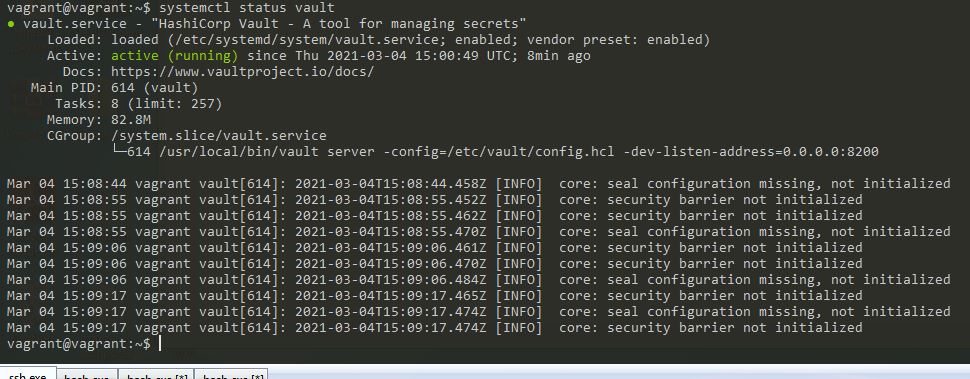 vagrant@vagrant:~$ systemctl status vault
● vault.service - "HashiCorp Vault - A tool for managing secrets"
Loaded: loaded (/etc/systemd/system/vault.service; enabled; vendor preset: enabled)
Active: active (running) since Thu 2021-03-04 15:00:49 UTC; 8min ago
Docs: https://www.vaultproject.io/docs/
Main PID: 614 (vault)
Tasks: 8 (limit: 257)
Memory: 82.8M
CGroup: /system.slice/vault.service
└─614 /usr/local/bin/vault server -config=/etc/vault/config.hcl -dev-listen-address=0.0.0.0:8200
Mar 04 15:08:44 vagrant vault[614]: 2021-03-04T15:08:44.458Z [INFO]  core: seal configuration missing, not initialized
Mar 04 15:08:55 vagrant vault[614]: 2021-03-04T15:08:55.452Z [INFO]  core: security barrier not initialized
Mar 04 15:08:55 vagrant vault[614]: 2021-03-04T15:08:55.462Z [INFO]  core: security barrier not initialized
Mar 04 15:08:55 vagrant vault[614]: 2021-03-04T15:08:55.470Z [INFO]  core: seal configuration missing, not initialized
Mar 04 15:09:06 vagrant vault[614]: 2021-03-04T15:09:06.461Z [INFO]  core: security barrier not initialized
Mar 04 15:09:06 vagrant vault[614]: 2021-03-04T15:09:06.470Z [INFO]  core: security barrier not initialized
Mar 04 15:09:06 vagrant vault[614]: 2021-03-04T15:09:06.484Z [INFO]  core: seal configuration missing, not initialized
Mar 04 15:09:17 vagrant vault[614]: 2021-03-04T15:09:17.465Z [INFO]  core: security barrier not initialized
Mar 04 15:09:17 vagrant vault[614]: 2021-03-04T15:09:17.474Z [INFO]  core: seal configuration missing, not initialized
Mar 04 15:09:17 vagrant vault[614]: 2021-03-04T15:09:17.474Z [INFO]  core: security barrier not initialized
vagrant@vagrant:~$
ssh.exe
bash.exe
bash.exe [*]
bash.exe [*]